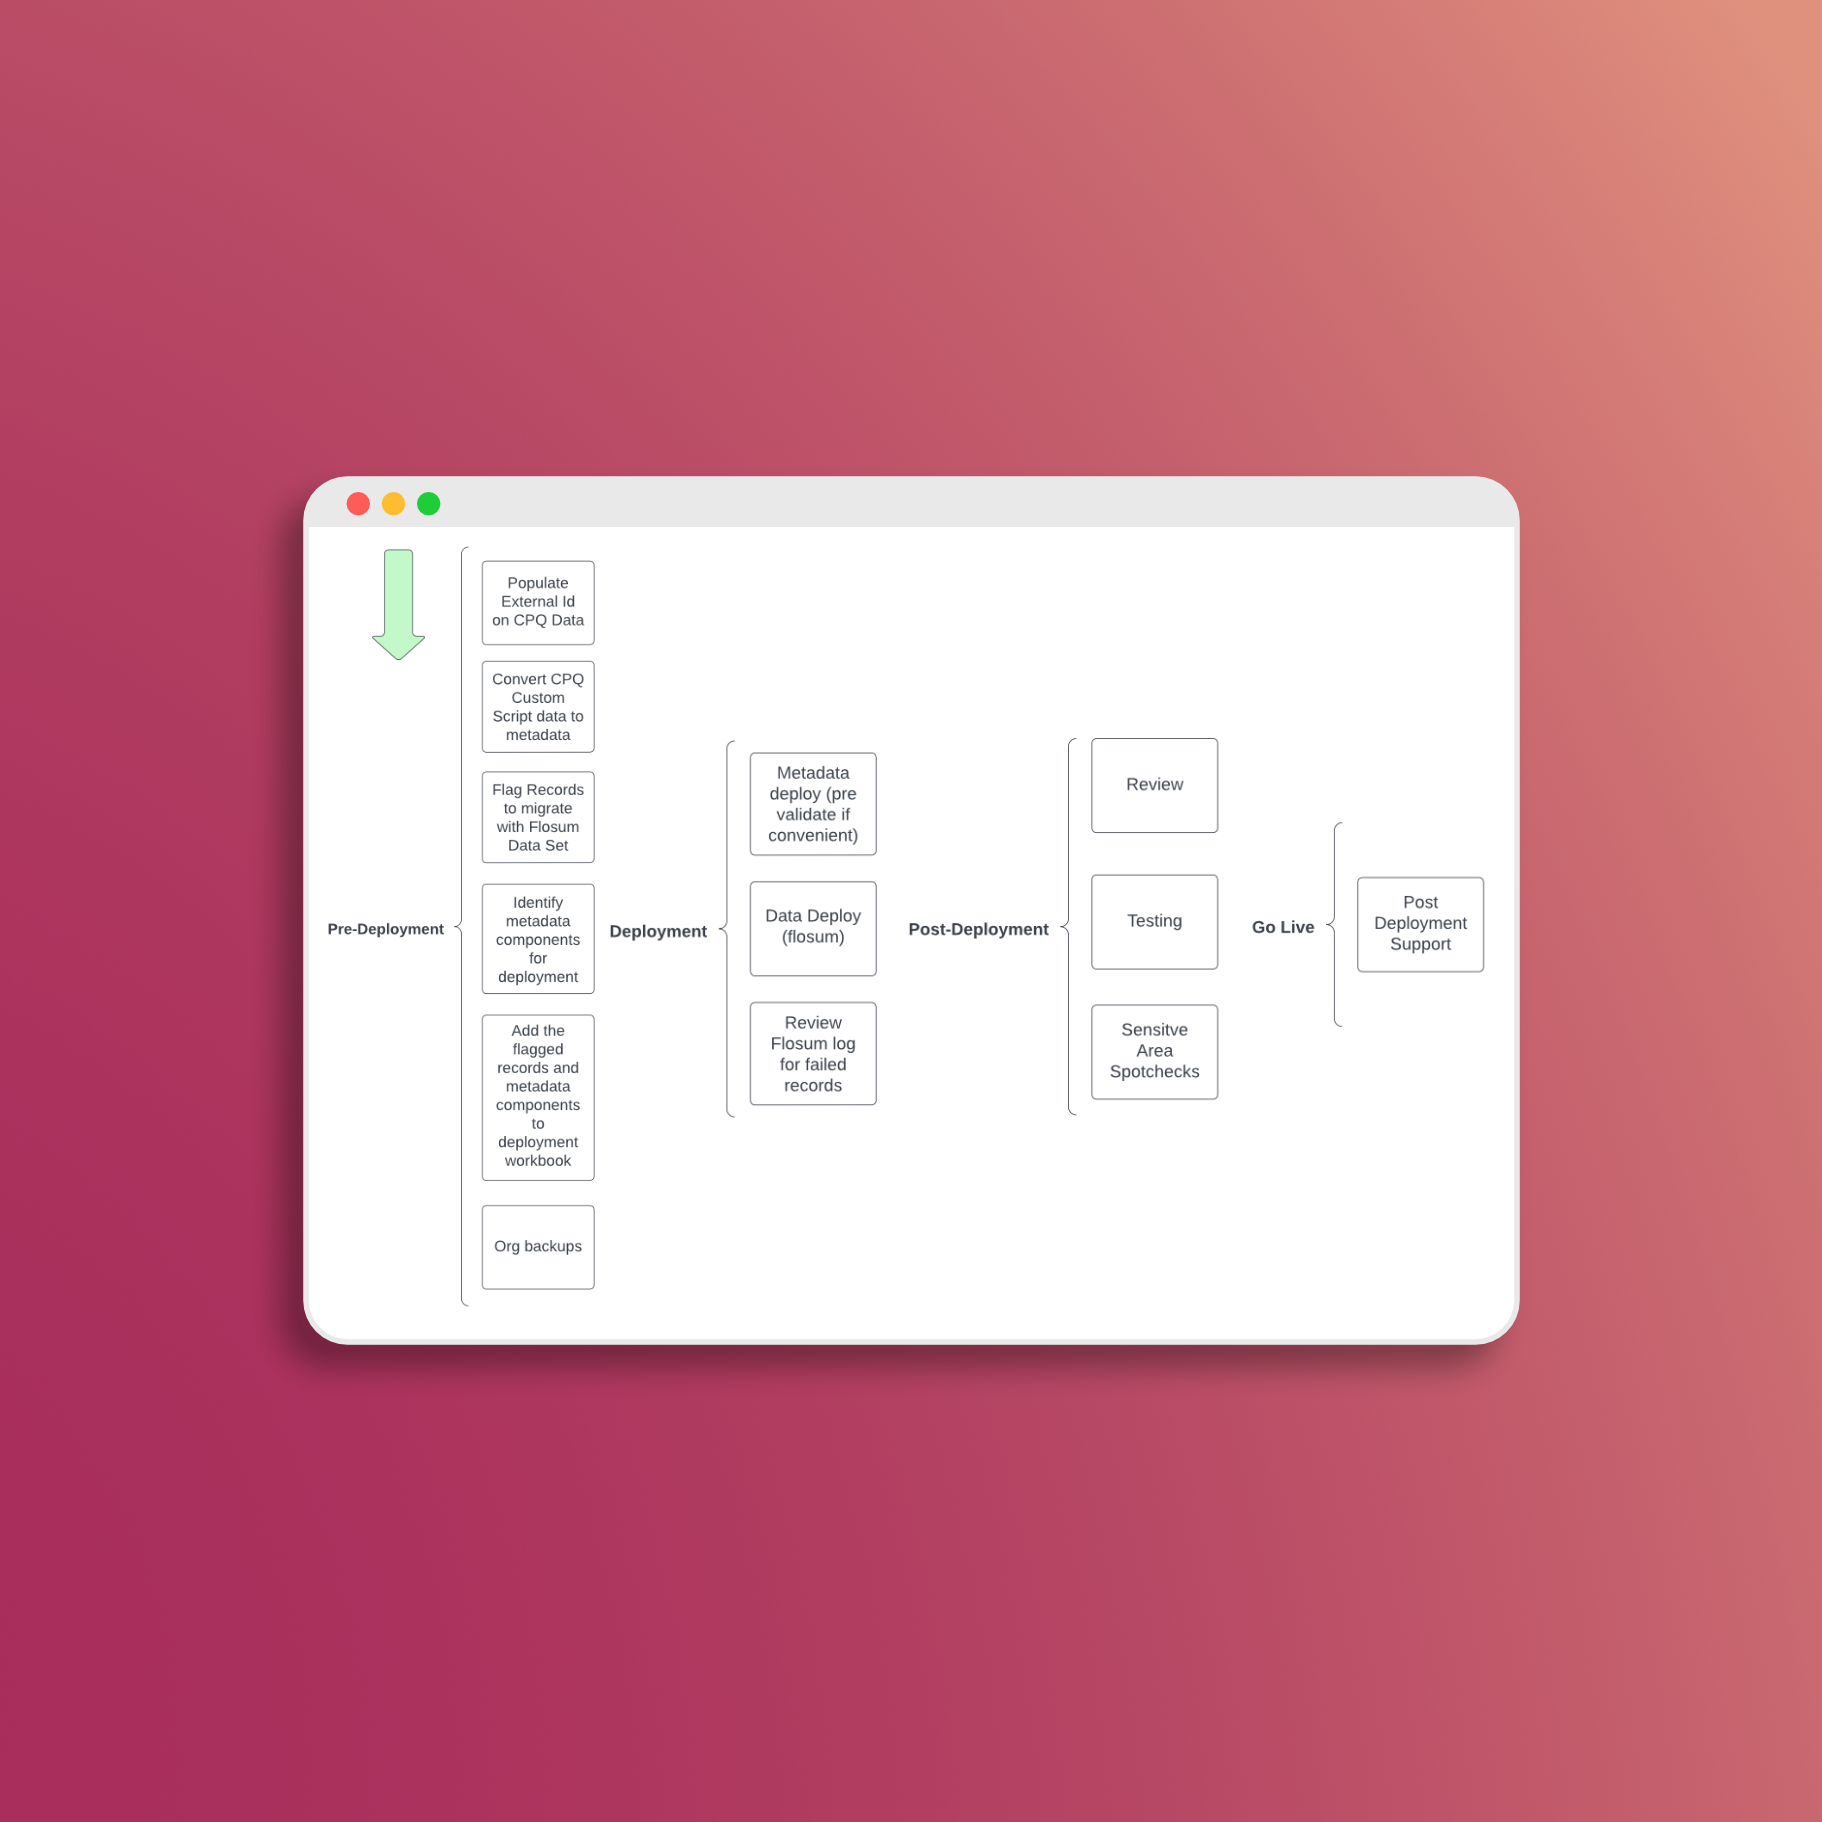 Pre-Deployment
Populate
External Id
on CPQ Data
Convert CPQ
Custom
Script data to
metadata
Flag Records
to migrate
with Flosum
Data Set
Identify
metadata
components
for
deployment
Add the
flagged
records and
metadata
components
to
deployment
workbook
Org backups
Deployment
Metadata
deploy (pre
validate if
convenient)
Data Deploy
(flosum)
Review
Flosum log
for failed
records
Post-Deployment
Review
Testing
Sensitve
Area
Spotchecks
Go Live
Post
Deployment
Support